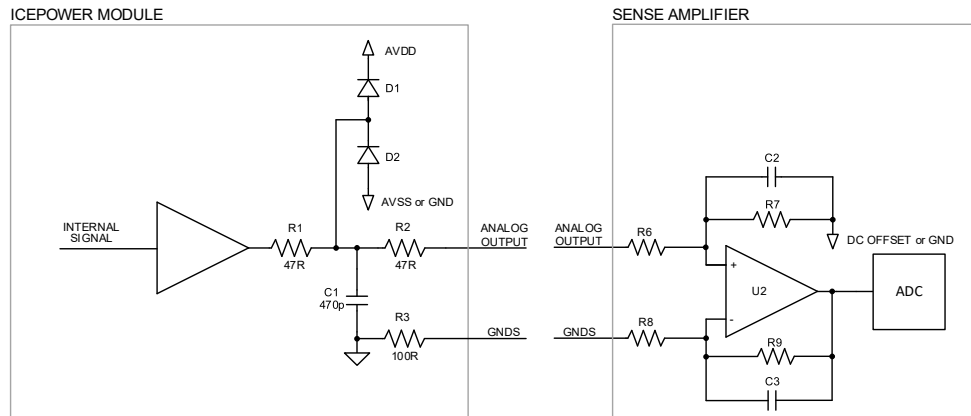 ICEPOWER MODULE
SENSE AMPLIFIER
AVDD
D1
D2
AVSS or GND
INTERNAL
SIGNAL
R1
47R
R2
47R
ANALOG
OUTPUT
C1
470p
R3
100R
GNDS
ANALOG
OUTPUT
R6
C2
R7
DC OFFSET or GND
+
U2
-
ADC
GNDS
R8
R9
C3